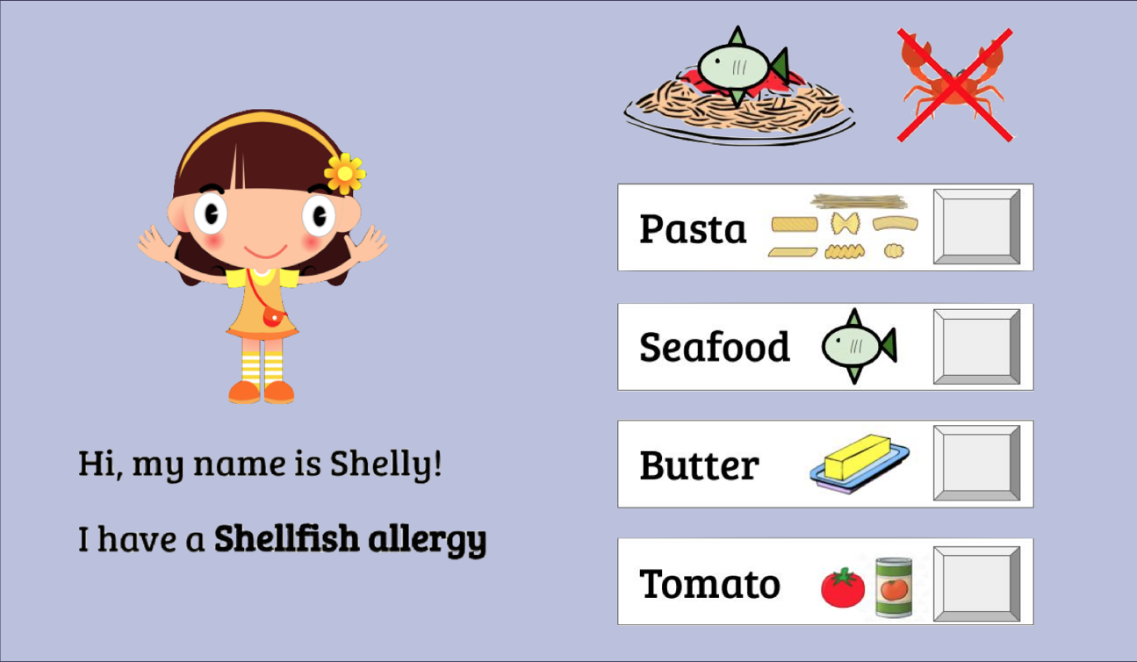 Hi, my name is Shelly!
I have a Shellfish allergy
Pasta
Seafood
Butter
Tomato